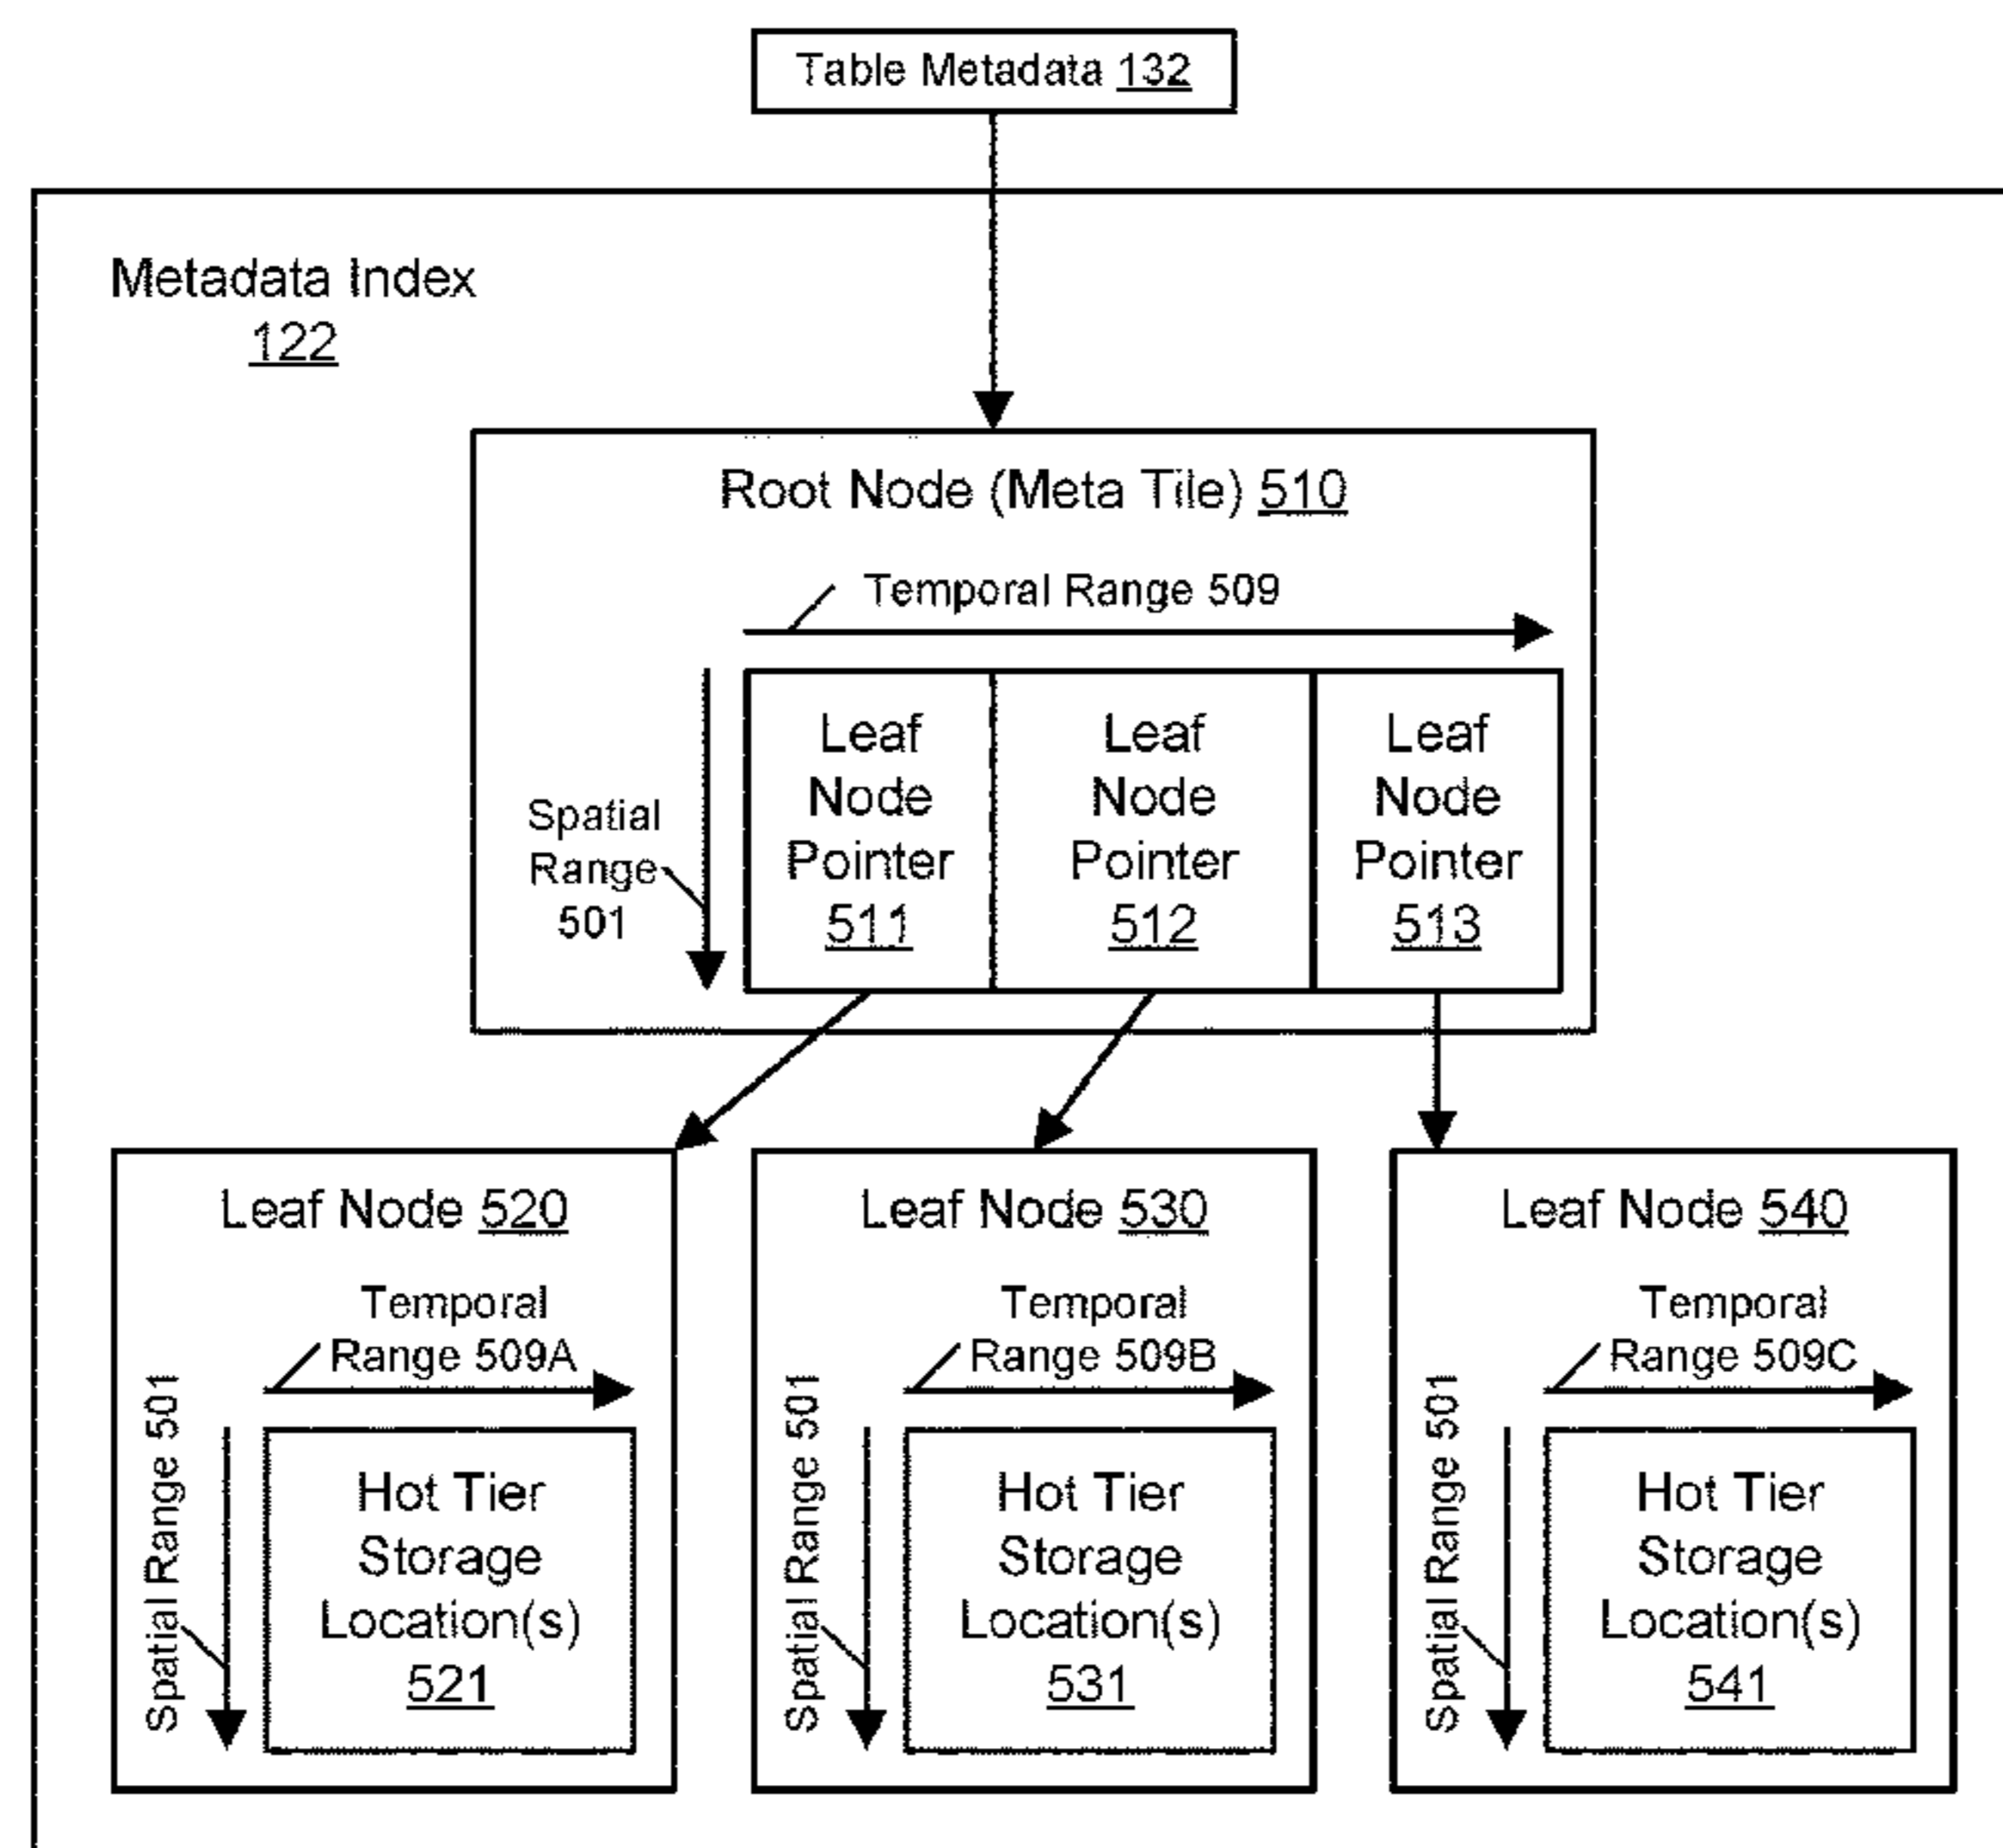 Table Metadata 132
Metadata Index
122
Root Node (Meta Tile) 510
Temporal Range 509
Spatial
Range
501
Leaf
Node
Pointer
511
Leaf
Node
Pointer
512
Leaf
Node
Pointer
513
Leaf Node 520
Temporal
Range 509A
Spatial Range 501
Hot Tier
Storage
Location(s)
521
Leaf Node 530
Temporal
Range 509B
Spatial Range 501
Hot Tier
Storage
Location(s)
531
Leaf Node 540
Temporal
Range 509C
Spatial Range 501
Hot Tier
Storage
Location(s)
541